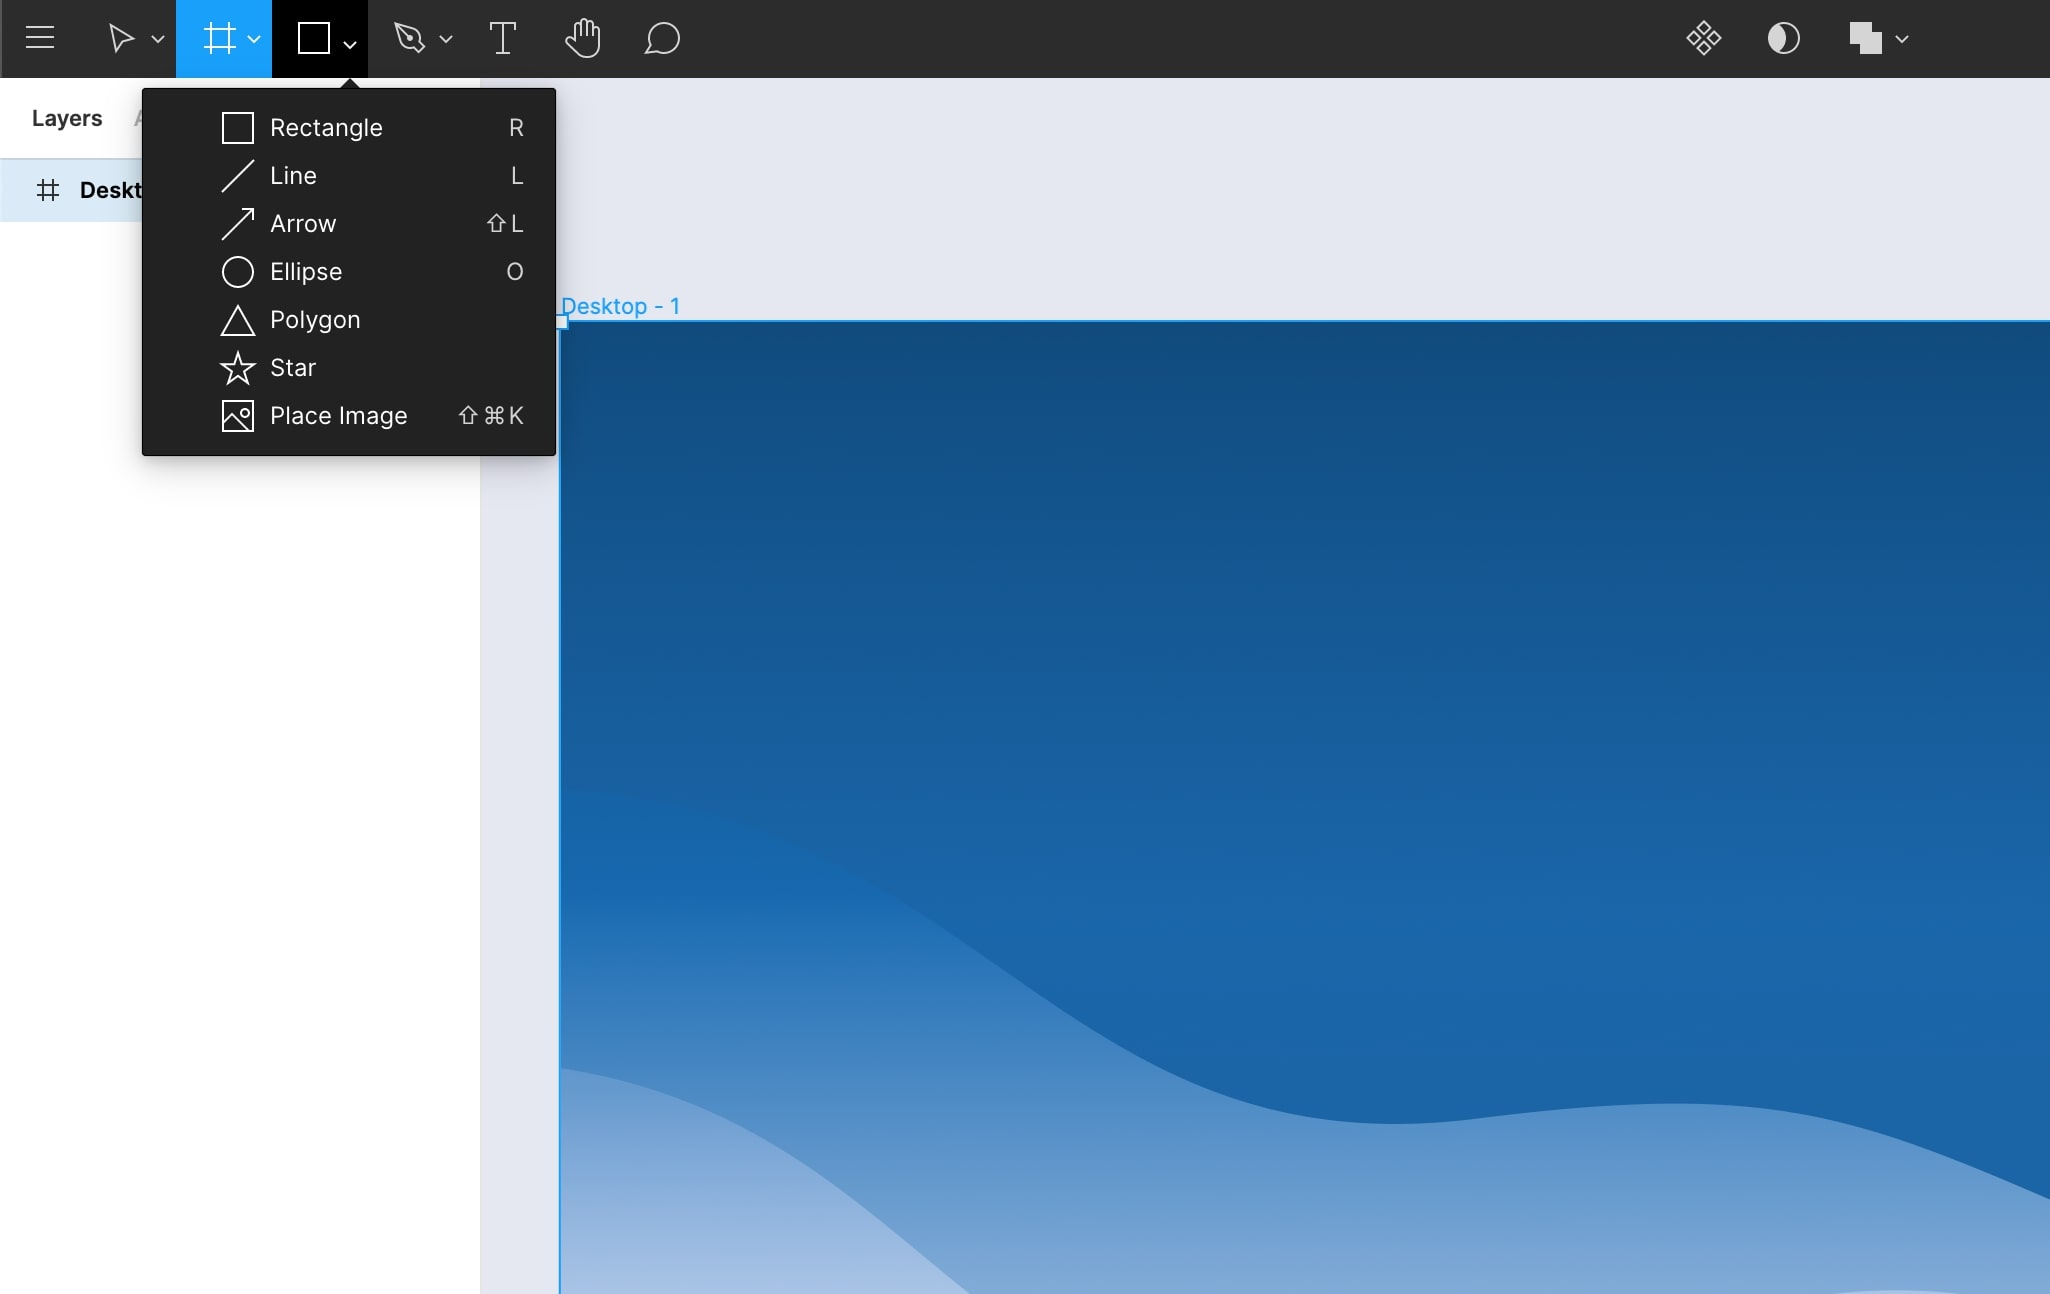 Layers
Deskt
Rectangle R
Line L
Arrow ⇧L
Ellipse O
Polygon
Star
Place Image ⇧⌘K
Desktop - 1